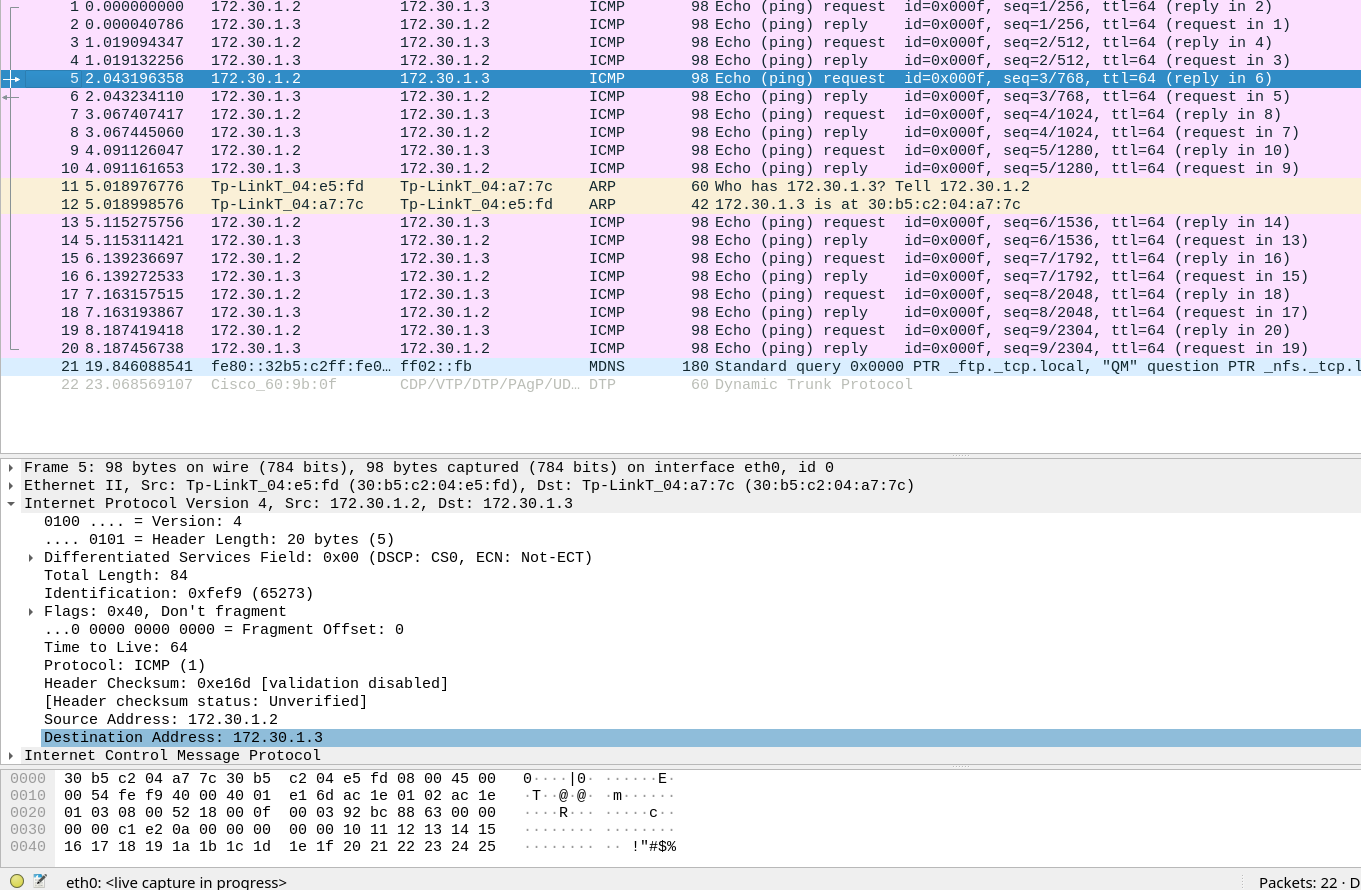 1 0.000000000 172.30.1.2 172.30.1.3 ICMP 98 Echo (ping) request id=0x000f, seq=1/256, ttl=64 (reply in 2)
2 0.000040786 172.30.1.3 172.30.1.2 ICMP 98 Echo (ping) reply id=0x000f, seq=1/256, ttl=64 (request in 1)
3 1.019094347 172.30.1.2 172.30.1.3 ICMP 98 Echo (ping) request id=0x000f, seq=2/512, ttl=64 (reply in 4)
4 1.019132256 172.30.1.3 172.30.1.2 ICMP 98 Echo (ping) reply id=0x000f, seq=2/512, ttl=64 (request in 3)
5 2.043196358 172.30.1.2 172.30.1.3 ICMP 98 Echo (ping) request id=0x000f, seq=3/768, ttl=64 (reply in 6)
6 2.043234110 172.30.1.3 172.30.1.2 ICMP 98 Echo (ping) reply id=0x000f, seq=3/768, ttl=64 (request in 5)
7 3.067407417 172.30.1.2 172.30.1.3 ICMP 98 Echo (ping) request id=0x000f, seq=4/1024, ttl=64 (reply in 8)
8 3.067445060 172.30.1.3 172.30.1.2 ICMP 98 Echo (ping) reply id=0x000f, seq=4/1024, ttl=64 (request in 7)
9 4.091126047 172.30.1.2 172.30.1.3 ICMP 98 Echo (ping) request id=0x000f, seq=5/1280, ttl=64 (reply in 10)
10 4.091161653 172.30.1.3 172.30.1.2 ICMP 98 Echo (ping) reply id=0x000f, seq=5/1280, ttl=64 (request in 9)
11 5.018976776 Tp-LinkT_04:e5:fd Tp-LinkT_04:a7:7c ARP 60 Who has 172.30.1.3? Tell 172.30.1.2
12 5.018998576 Tp-LinkT_04:a7:7c Tp-LinkT_04:e5:fd ARP 42 172.30.1.3 is at 30:b5:c2:04:a7:7c
13 5.115275756 172.30.1.2 172.30.1.3 ICMP 98 Echo (ping) request id=0x000f, seq=6/1536, ttl=64 (reply in 14)
14 5.115311421 172.30.1.3 172.30.1.2 ICMP 98 Echo (ping) reply id=0x000f, seq=6/1536, ttl=64 (request in 13)
15 6.139236697 172.30.1.2 172.30.1.3 ICMP 98 Echo (ping) request id=0x000f, seq=7/1792, ttl=64 (reply in 16)
16 6.139272533 172.30.1.3 172.30.1.2 ICMP 98 Echo (ping) reply id=0x000f, seq=7/1792, ttl=64 (request in 15)
17 7.163157515 172.30.1.2 172.30.1.3 ICMP 98 Echo (ping) request id=0x000f, seq=8/2048, ttl=64 (reply in 18)
18 7.163193867 172.30.1.3 172.30.1.2 ICMP 98 Echo (ping) reply id=0x000f, seq=8/2048, ttl=64 (request in 17)
19 8.187419418 172.30.1.2 172.30.1.3 ICMP 98 Echo (ping) request id=0x000f, seq=9/2304, ttl=64 (reply in 20)
20 8.187456738 172.30.1.3 172.30.1.2 ICMP 98 Echo (ping) reply id=0x000f, seq=9/2304, ttl=64 (request in 19)
21 19.846088541 fe80::32b5:c2ff:fe0… ff02::fb MDNS 180 Standard query 0x0000 PTR _ftp._tcp.local, "QM" question PTR _nfs._tcp.l
22 23.068569107 Cisco_60:9b:0f CDP/VTP/DTP/PAgP/UD… DTP 60 Dynamic Trunk Protocol
Frame 5: 98 bytes on wire (784 bits), 98 bytes captured (784 bits) on interface eth0, id 0
Ethernet II, Src: Tp-LinkT_04:e5:fd (30:b5:c2:04:e5:fd), Dst: Tp-LinkT_04:a7:7c (30:b5:c2:04:a7:7c)
Internet Protocol Version 4, Src: 172.30.1.2, Dst: 172.30.1.3
0100 .... = Version: 4
.... 0101 = Header Length: 20 bytes (5)
Differentiated Services Field: 0x00 (DSCP: CS0, ECN: Not-ECT)
Total Length: 84
Identification: 0xfef9 (65273)
Flags: 0x40, Don't fragment
...0 0000 0000 0000 = Fragment Offset: 0
Time to Live: 64
Protocol: ICMP (1)
Header Checksum: 0xe16d [validation disabled]
[Header checksum status: Unverified]
Source Address: 172.30.1.2
Destination Address: 172.30.1.3
Internet Control Message Protocol
0000 30 b5 c2 04 a7 7c 30 b5 c2 04 e5 fd 08 00 45 00 0····|0· ······E·
0010 00 54 fe f9 40 00 40 01 e1 6d ac 1e 01 02 ac 1e ·T··@·@· ·m······
0020 01 03 08 00 52 18 00 0f 00 03 92 bc 88 63 00 00 ····R··· ·····c··
0030 00 00 c1 e2 0a 00 00 00 00 00 10 11 12 13 14 15 ········ ········
0040 16 17 18 19 1a 1b 1c 1d 1e 1f 20 21 22 23 24 25 ········ ·· !"#$%
eth0: <live capture in progress>
Packets: 22 · D